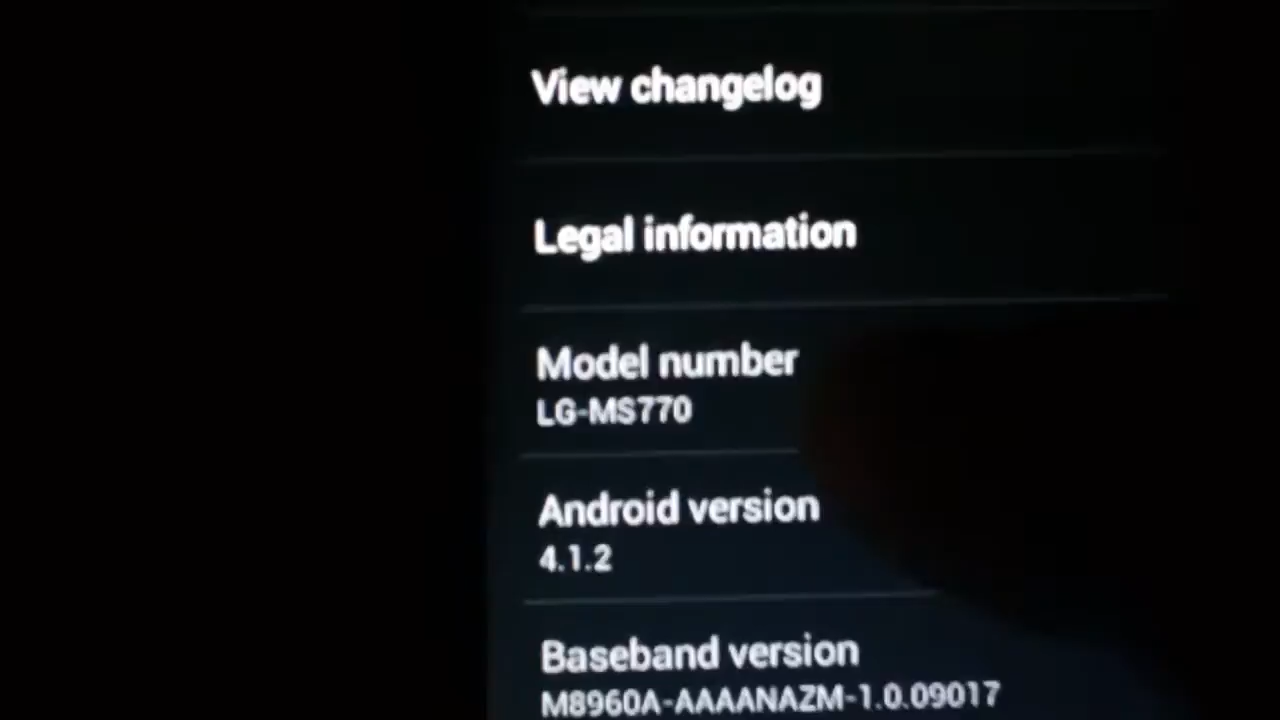 View changelog
Legal information
Model number
LG-MS770
Android version
4.1.2
Baseband version
M8960A-AAAANAZM-1.0.09017